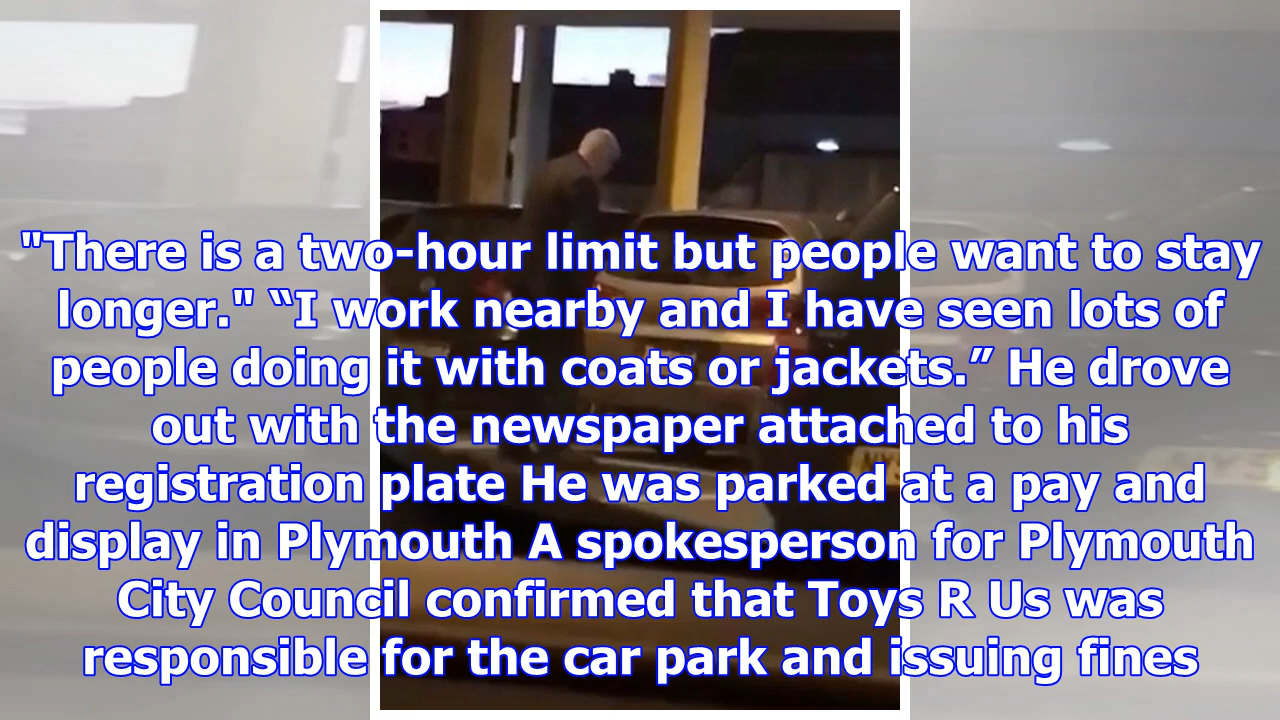 "There is a two-hour limit but people want to stay
longer." “I work nearby and I have seen lots of
people doing it with coats or jackets.” He drove
out with the newspaper attached to his
registration plate He was parked at a pay and
display in Plymouth A spokesperson for Plymouth
City Council confirmed that Toys R Us was
responsible for the car park and issuing fines